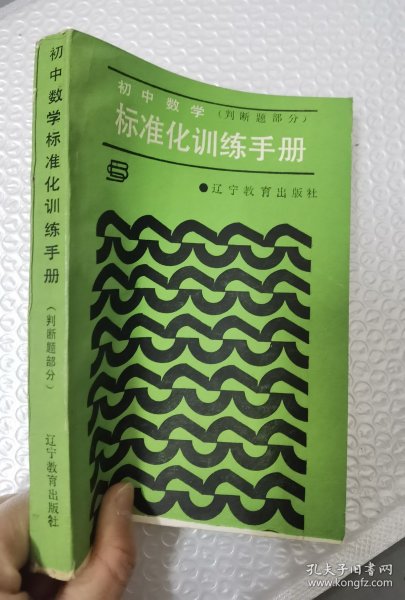 初中数学（判断题部分）
标准化训练手册
●辽宁教育出版社
初中数学标准化训练手册（判断题部分）
辽宁教育出版社
孔夫子旧书网
www.kongfz.com